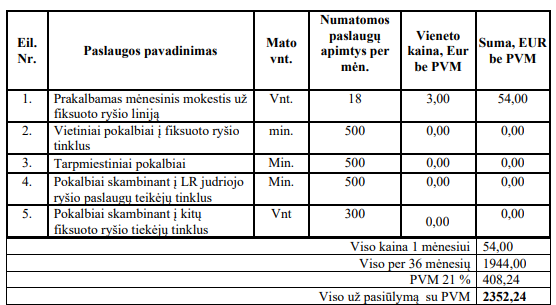 Eil. Nr. | Paslaugos pavadinimas | Mato vnt. | Numatomos paslaugų apimtys per mėn. | Vieneto kaina, Eur be PVM | Suma, EUR be PVM
1. | Prakalbamas mėnesinis mokestis už fiksuoto ryšio liniją | Vnt. | 18 | 3,00 | 54,00
2. | Vietiniai pokalbiai į fiksuoto ryšio tinklus | min. | 500 | 0,00 | 0,00
3. | Tarpmiestiniai pokalbiai | Min. | 500 | 0,00 | 0,00
4. | Pokalbiai skambinant į LR judriojo ryšio paslaugų teikėjų tinklus | Min. | 500 | 0,00 | 0,00
5. | Pokalbiai skambinant į kitų fiksuoto ryšio tiekėjų tinklus | Vnt | 300 | 0,00 | 0,00
Viso kaina 1 mėnesiui | 54,00
Viso per 36 mėnesių | 1944,00
PVM 21 % | 408,24
Viso už pasiūlymą su PVM | 2352,24